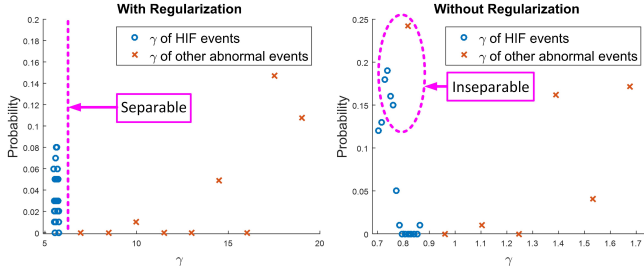 With Regularization
0.2
0.18
0.16
0.14
0.12
0.1
0.08
0.06
0.04
0.02
0
Probability
γ of HIF events
γ of other abnormal events
Separable
5
10
15
20
γ
Without Regularization
0.25
0.2
0.15
0.1
0.05
0
Probability
γ of HIF events
γ of other abnormal events
Inseparable
0.7
0.8
0.9
1
1.1
1.2
1.3
1.4
1.5
1.6
1.7
γ